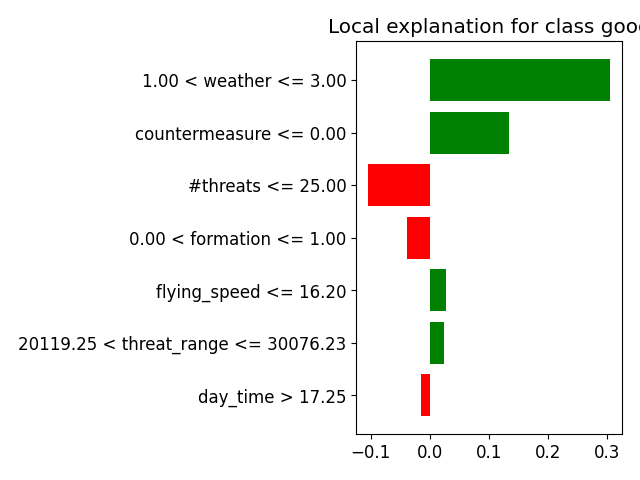 Local explanation for class goo
1.00 < weather <= 3.00
countermeasure <= 0.00
#threats <= 25.00
0.00 < formation <= 1.00
flying_speed <= 16.20
20119.25 < threat_range <= 30076.23
day_time > 17.25
−0.1 0.0 0.1 0.2 0.3